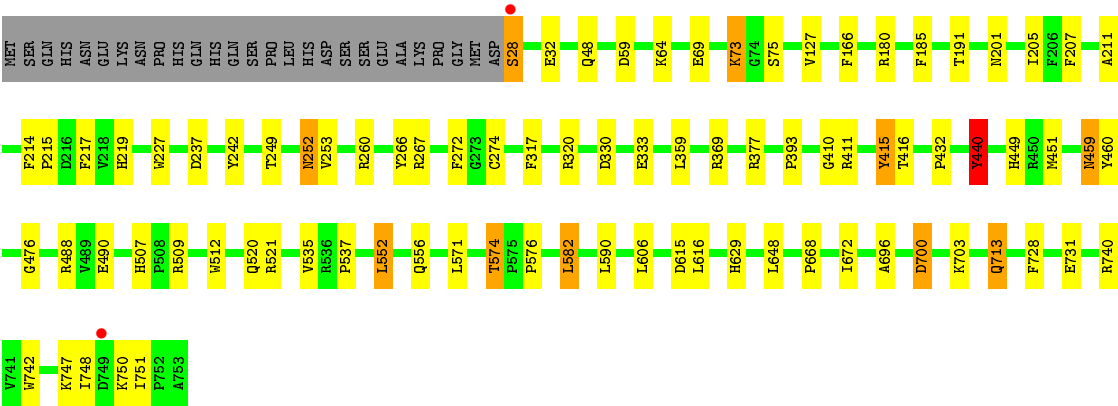 MET SER GLN HIS ASN GLU LYS ASN PRO HIS GLN HIS GLN SER PRO LEU HIS ASP SER SER GLU ALA LYS PRO GLY MET ASP S28 E32 Q48 D59 K64 E69 K73 G74 S75 V127 F166 R180 F185 T191 N201 I205 F206 F207 A211
F214 P215 D216 F217 V218 H219 W227 D237 Y242 T249 N252 V253 R260 Y266 R267 F272 G273 C274 F317 R320 D330 E333 L359 R369 R377 P393 G410 R411 Y415 T416 P432 Y440 H449 R450 M451 N459 Y460
G476 R488 V489 E490 H507 P508 R509 W512 Q520 R521 V535 R536 P537 L552 Q556 L571 T574 P575 P576 L582 L590 L606 D615 L616 H629 L648 P668 I672 A696 D700 K703 Q713 F728 E731 R740
V741 W742 K747 I748 D749 K750 I751 P752 A753